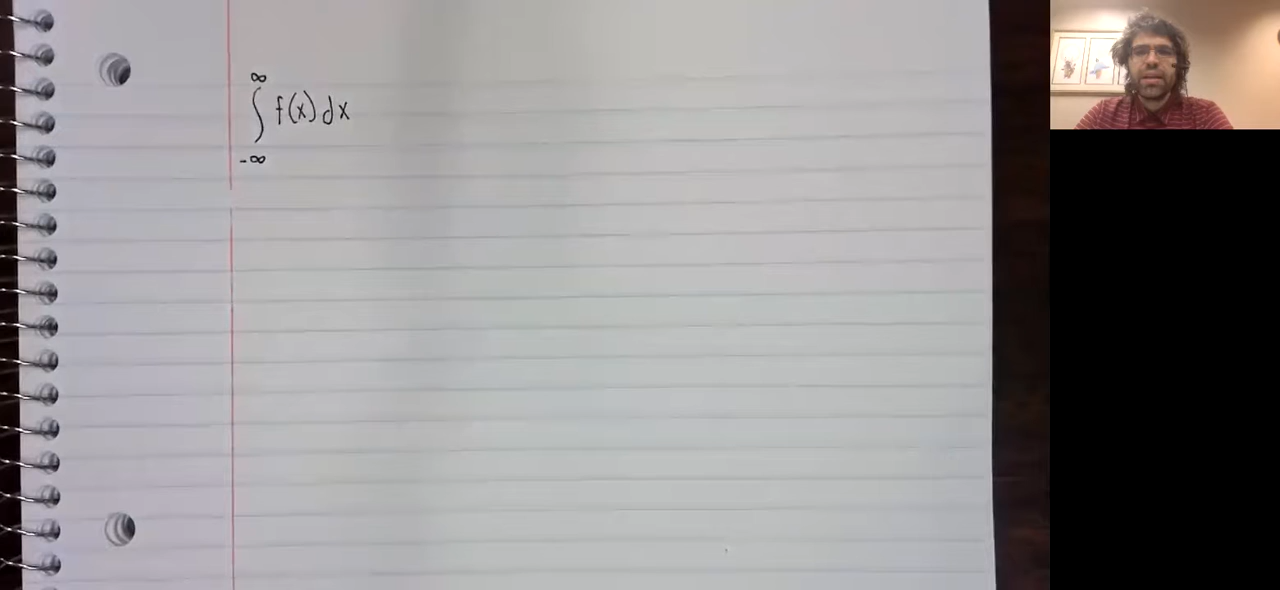 ∞
∫ f(x) dx
-∞